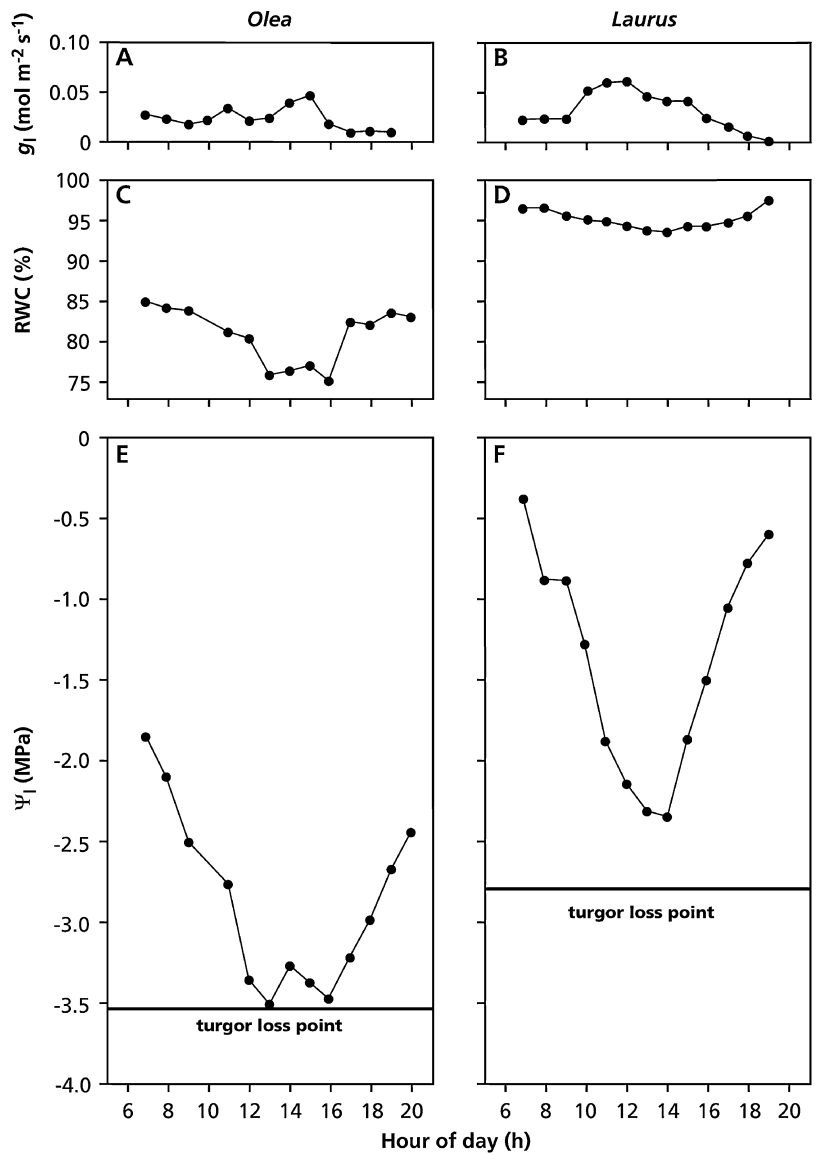 Olea
Laurus
g_l (mol m⁻² s⁻¹)
0.10
0.05
0
A
B
RWC (%)
100
95
90
85
80
75
C
D
Ψ_l (MPa)
0
-0.5
-1.0
-1.5
-2.0
-2.5
-3.0
-3.5
-4.0
E
F
turgor loss point
turgor loss point
6 8 10 12 14 16 18 20
6 8 10 12 14 16 18 20
Hour of day (h)